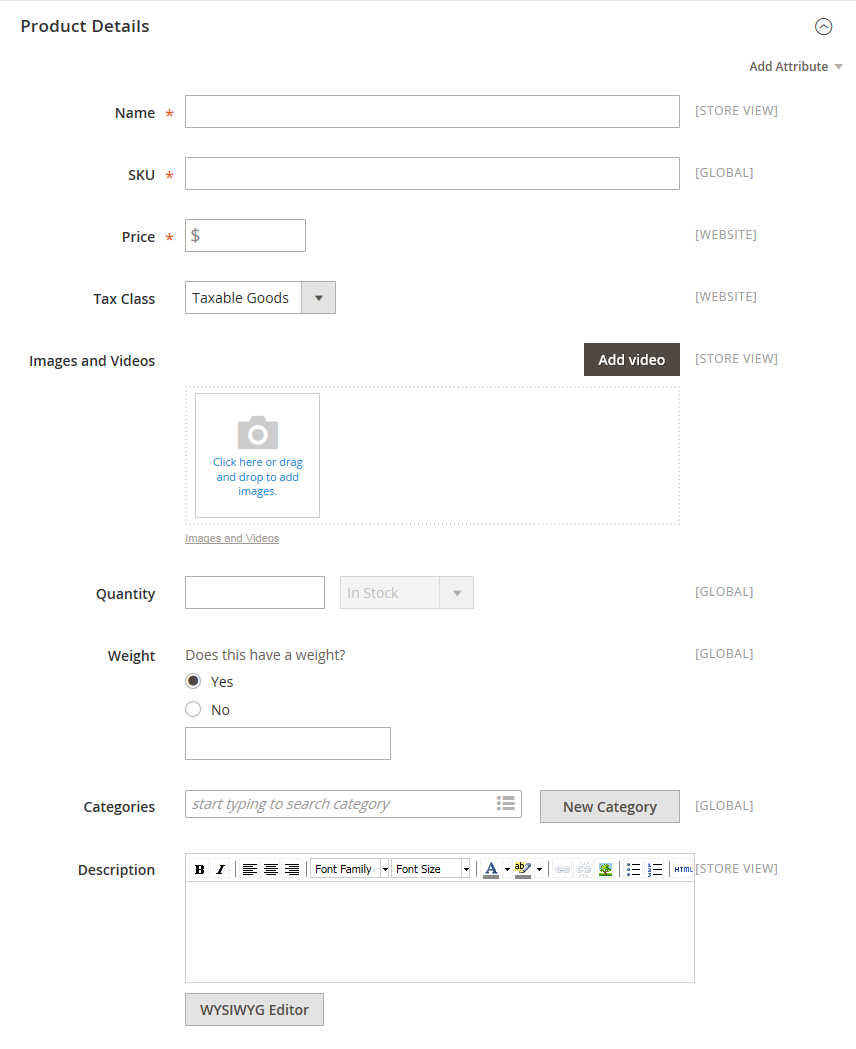 Product Details
Add Attribute
Name * [STORE VIEW]
SKU * [GLOBAL]
Price * $ [WEBSITE]
Tax Class Taxable Goods [WEBSITE]
Images and Videos Add video [STORE VIEW]
Click here or drag
and drop to add
images.
Images and Videos
Quantity In Stock [GLOBAL]
Weight Does this have a weight? [GLOBAL]
Yes
No
Categories start typing to search category New Category [GLOBAL]
Description B I Font Family Font Size A ab HTML [STORE VIEW]
WYSIWYG Editor